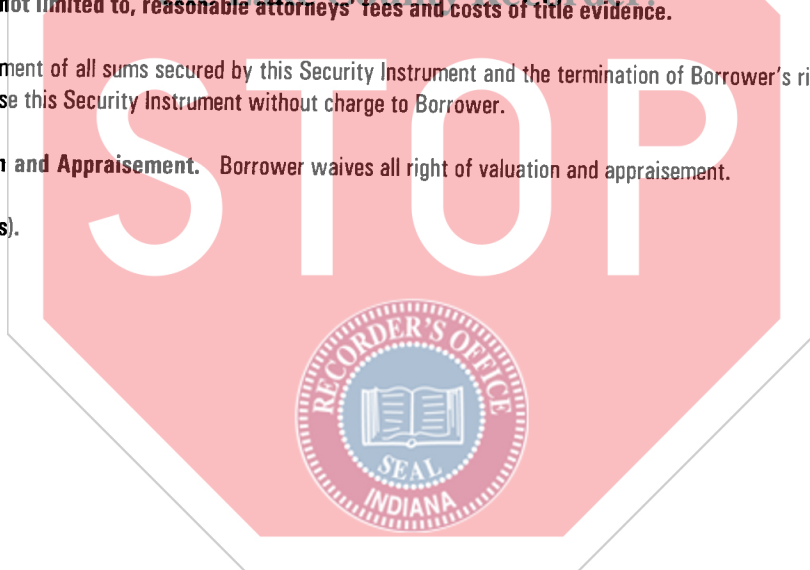 not limited to, reasonable attorneys' fees and costs of title evidence.
ment of all sums secured by this Security Instrument and the termination of Borrower's ri
se this Security Instrument without charge to Borrower.
and Appraisement. Borrower waives all right of valuation and appraisement.
s).
STOP
RECORDER'S OFFICE
SEAL
INDIANA